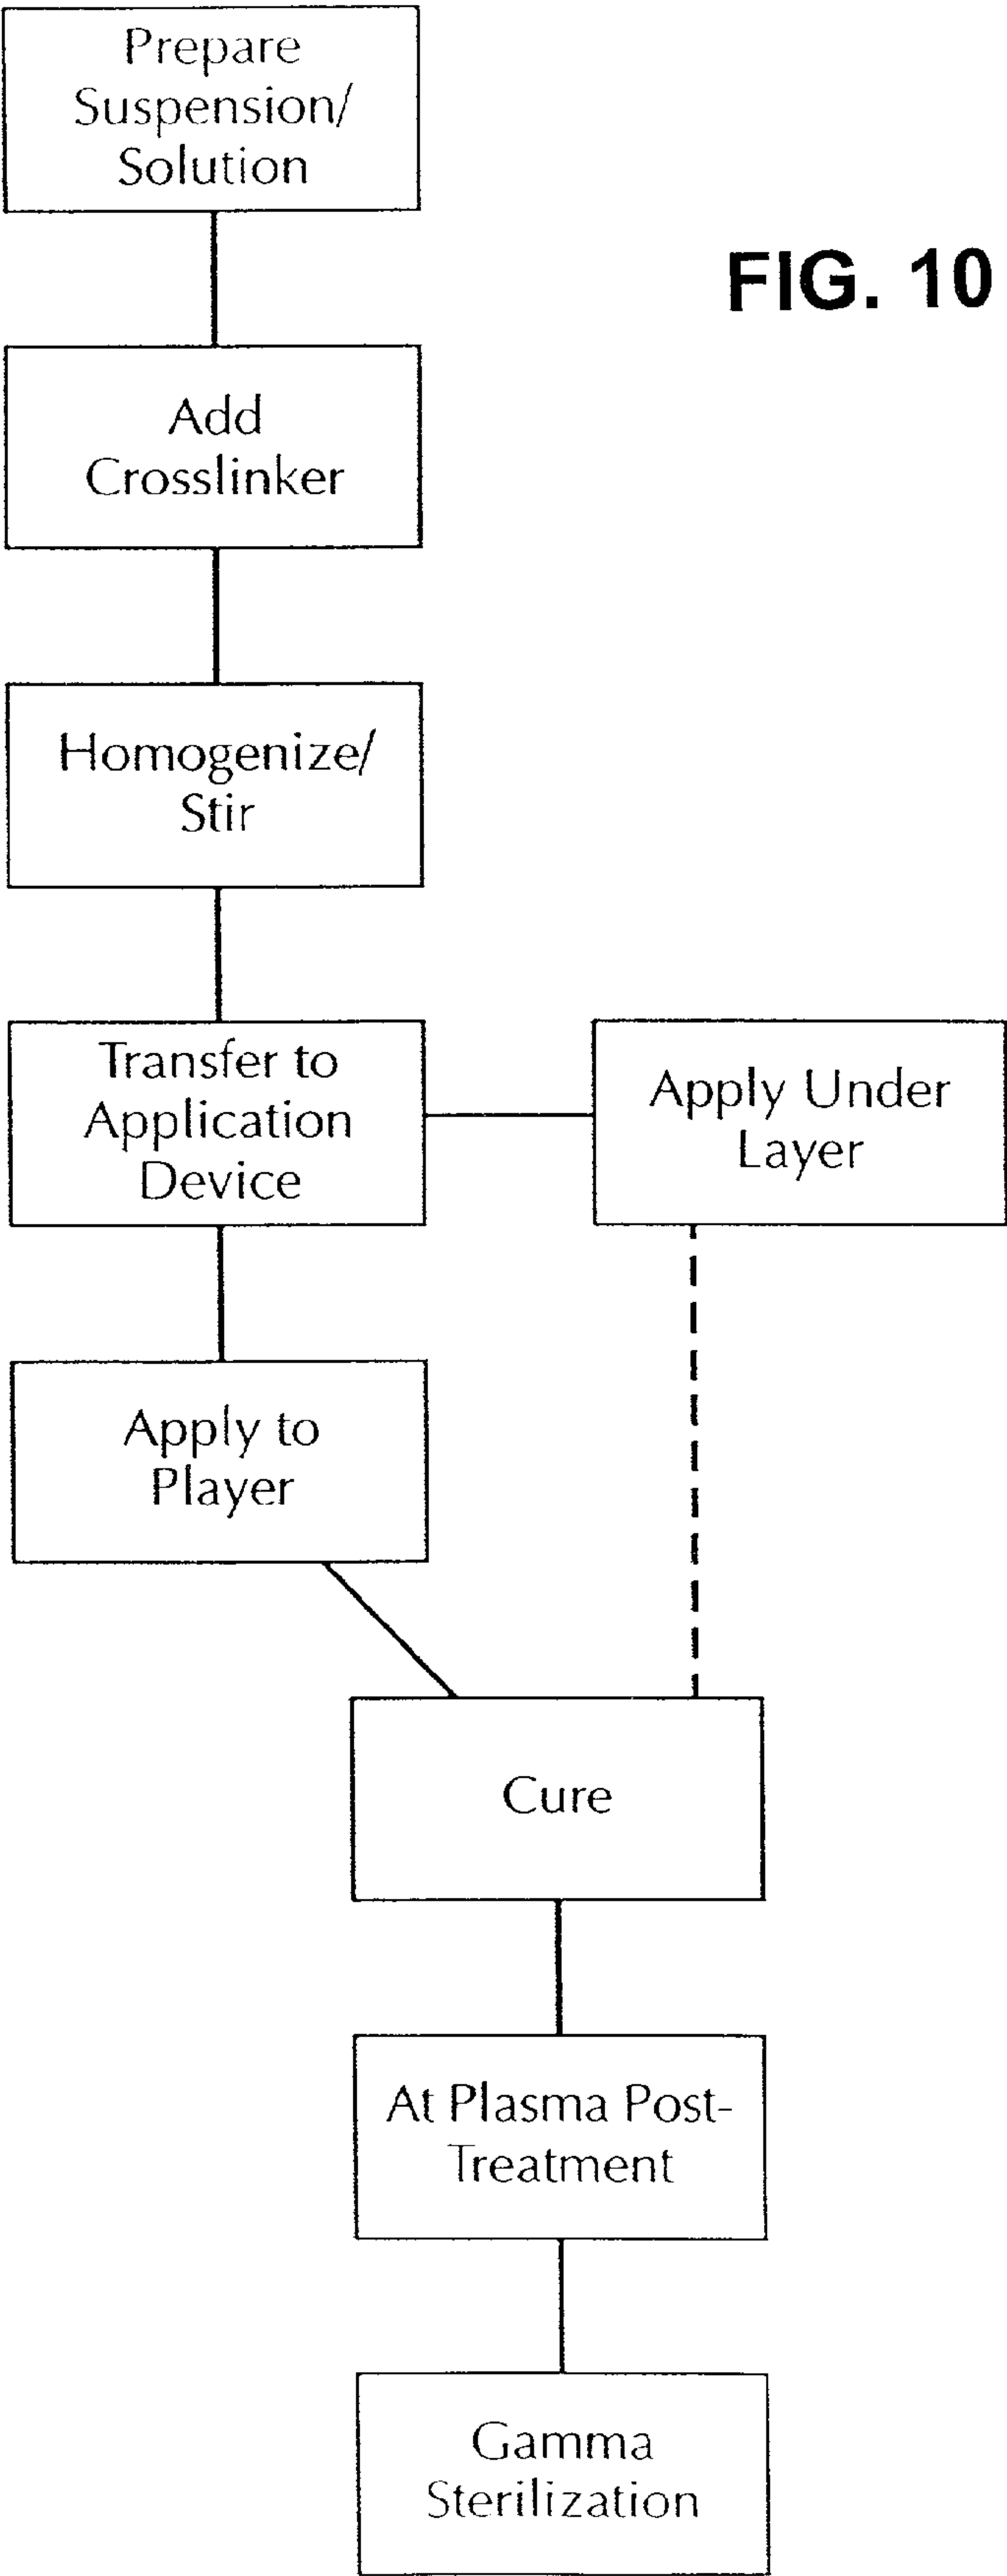 Prepare
Suspension/
Solution
FIG. 10
Add
Crosslinker
Homogenize/
Stir
Transfer to
Application
Device
Apply Under
Layer
Apply to
Player
Cure
At Plasma Post-
Treatment
Gamma
Sterilization